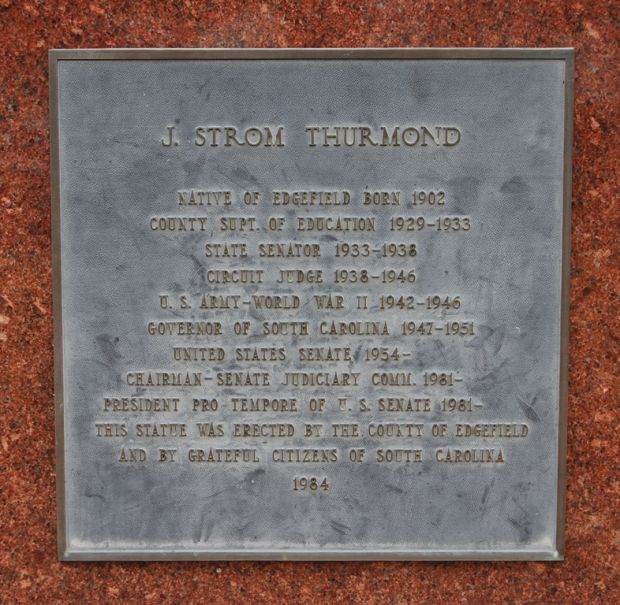 J. STROM THURMOND
NATIVE OF EDGEFIELD BORN 1902
COUNTY SUPT. OF EDUCATION 1929-1933
STATE SENATOR 1933-1938
CIRCUIT JUDGE 1938-1946
U. S. ARMY-WORLD WAR II 1942-1946
GOVERNOR OF SOUTH CAROLINA 1947-1951
UNITED STATES SENATE 1954-
CHAIRMAN-SENATE JUDICIARY COMM. 1981-
PRESIDENT PRO TEMPORE OF U. S. SENATE 1981-
THIS STATUE WAS ERECTED BY THE COUNTY OF EDGEFIELD
AND BY GRATEFUL CITIZENS OF SOUTH CAROLINA
1984